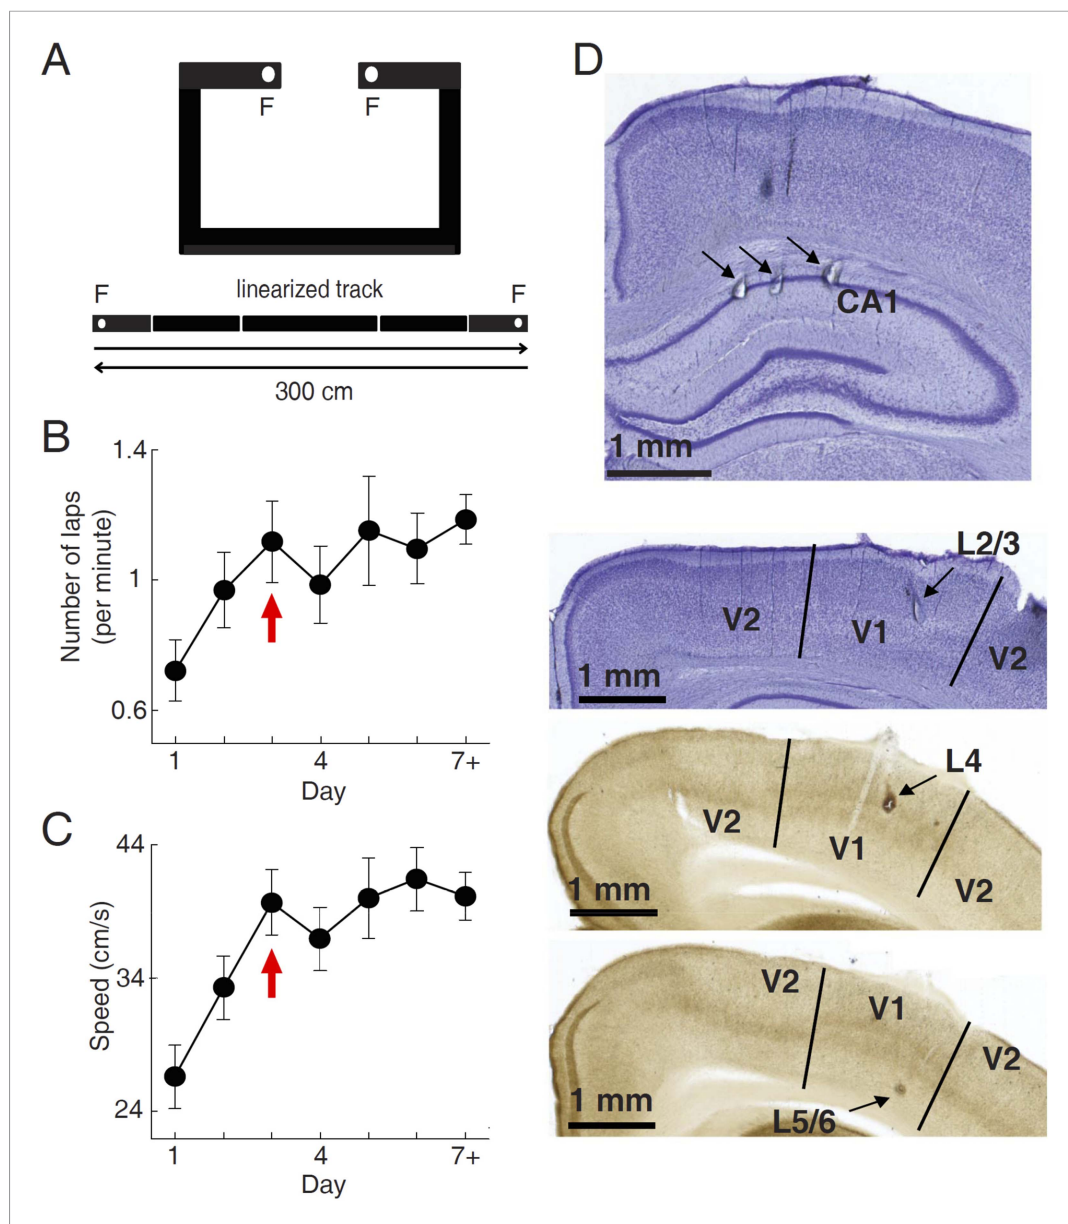 A
F
F
F
linearized track
F
300 cm
B
Number of laps
(per minute)
1.4
1
0.6
1
4
7+
Day
C
Speed (cm/s)
44
34
24
1
4
7+
Day
D
CA1
1 mm
L2/3
V2
V1
V2
1 mm
L4
V2
V1
V2
1 mm
V2
V1
V2
1 mm
L5/6